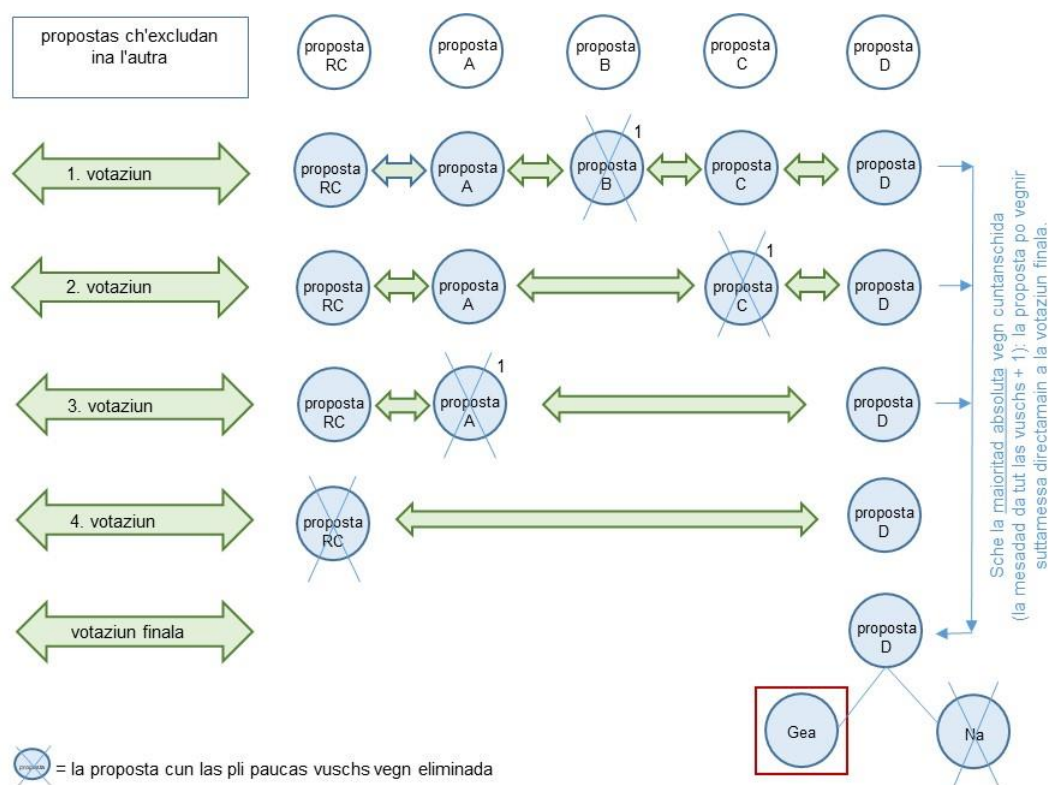 propostas ch'excludan
ina l'autra
proposta
RC
proposta
A
proposta
B
proposta
C
proposta
D
1. votaziun
proposta
RC
proposta
A
1
proposta
B
proposta
C
proposta
D
2. votaziun
proposta
RC
proposta
A
1
proposta
C
proposta
D
3. votaziun
proposta
RC
1
proposta
A
proposta
D
4. votaziun
proposta
RC
proposta
D
votaziun finala
proposta
D
Gea
Na
Sche la maioritad absoluta vegn cuntanschida
(la mesadad da tut las vuschs + 1): la proposta po vegnir
suttamessa directamain a la votaziun finala.
proposta
= la proposta cun las pli paucas vuschs vegn eliminada